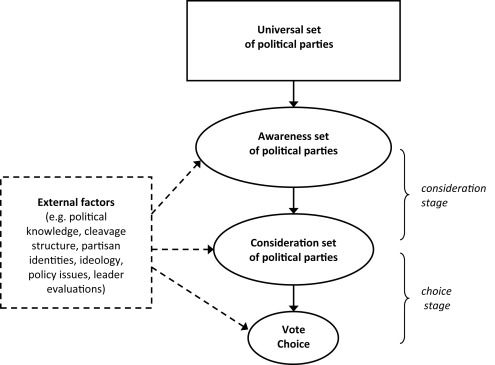 Universal set
of political parties
Awareness set
of political parties
consideration
stage
External factors
(e.g. political
knowledge, cleavage
structure, partisan
identities, ideology,
policy issues, leader
evaluations)
Consideration set
of political parties
choice
stage
Vote
Choice